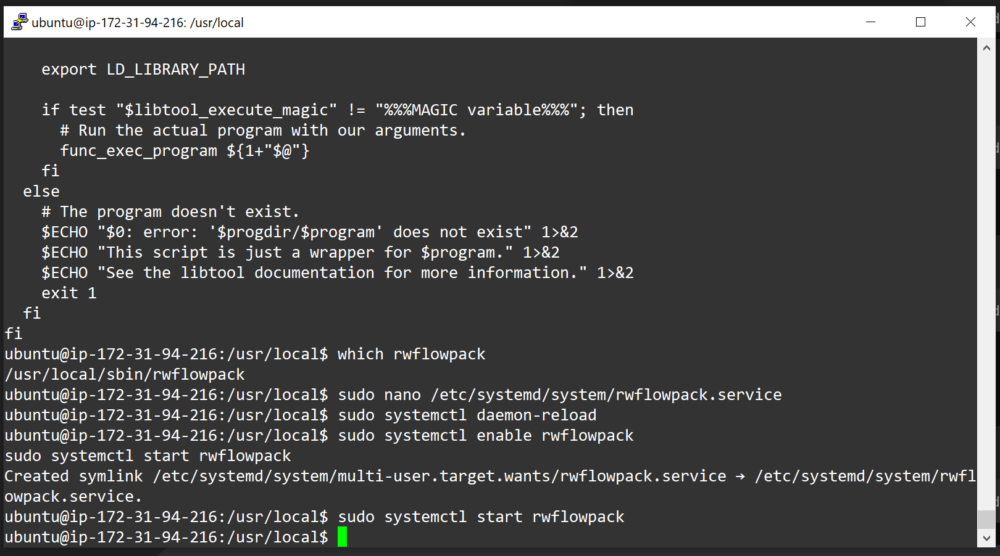 ubuntu@ip-172-31-94-216: /usr/local
    export LD_LIBRARY_PATH
    if test "$libtool_execute_magic" != "%%%MAGIC variable%%%"; then
      # Run the actual program with our arguments.
      func_exec_program ${1+"$@"}
    fi
  else
    # The program doesn't exist.
    $ECHO "$0: error: '$progdir/$program' does not exist" 1>&2
    $ECHO "This script is just a wrapper for $program." 1>&2
    $ECHO "See the libtool documentation for more information." 1>&2
    exit 1
  fi
fi
ubuntu@ip-172-31-94-216:/usr/local$ which rwflowpack
/usr/local/sbin/rwflowpack
ubuntu@ip-172-31-94-216:/usr/local$ sudo nano /etc/systemd/system/rwflowpack.service
ubuntu@ip-172-31-94-216:/usr/local$ sudo systemctl daemon-reload
ubuntu@ip-172-31-94-216:/usr/local$ sudo systemctl enable rwflowpack
sudo systemctl start rwflowpack
Created symlink /etc/systemd/system/multi-user.target.wants/rwflowpack.service → /etc/systemd/system/rwfl
owpack.service.
ubuntu@ip-172-31-94-216:/usr/local$ sudo systemctl start rwflowpack
ubuntu@ip-172-31-94-216:/usr/local$